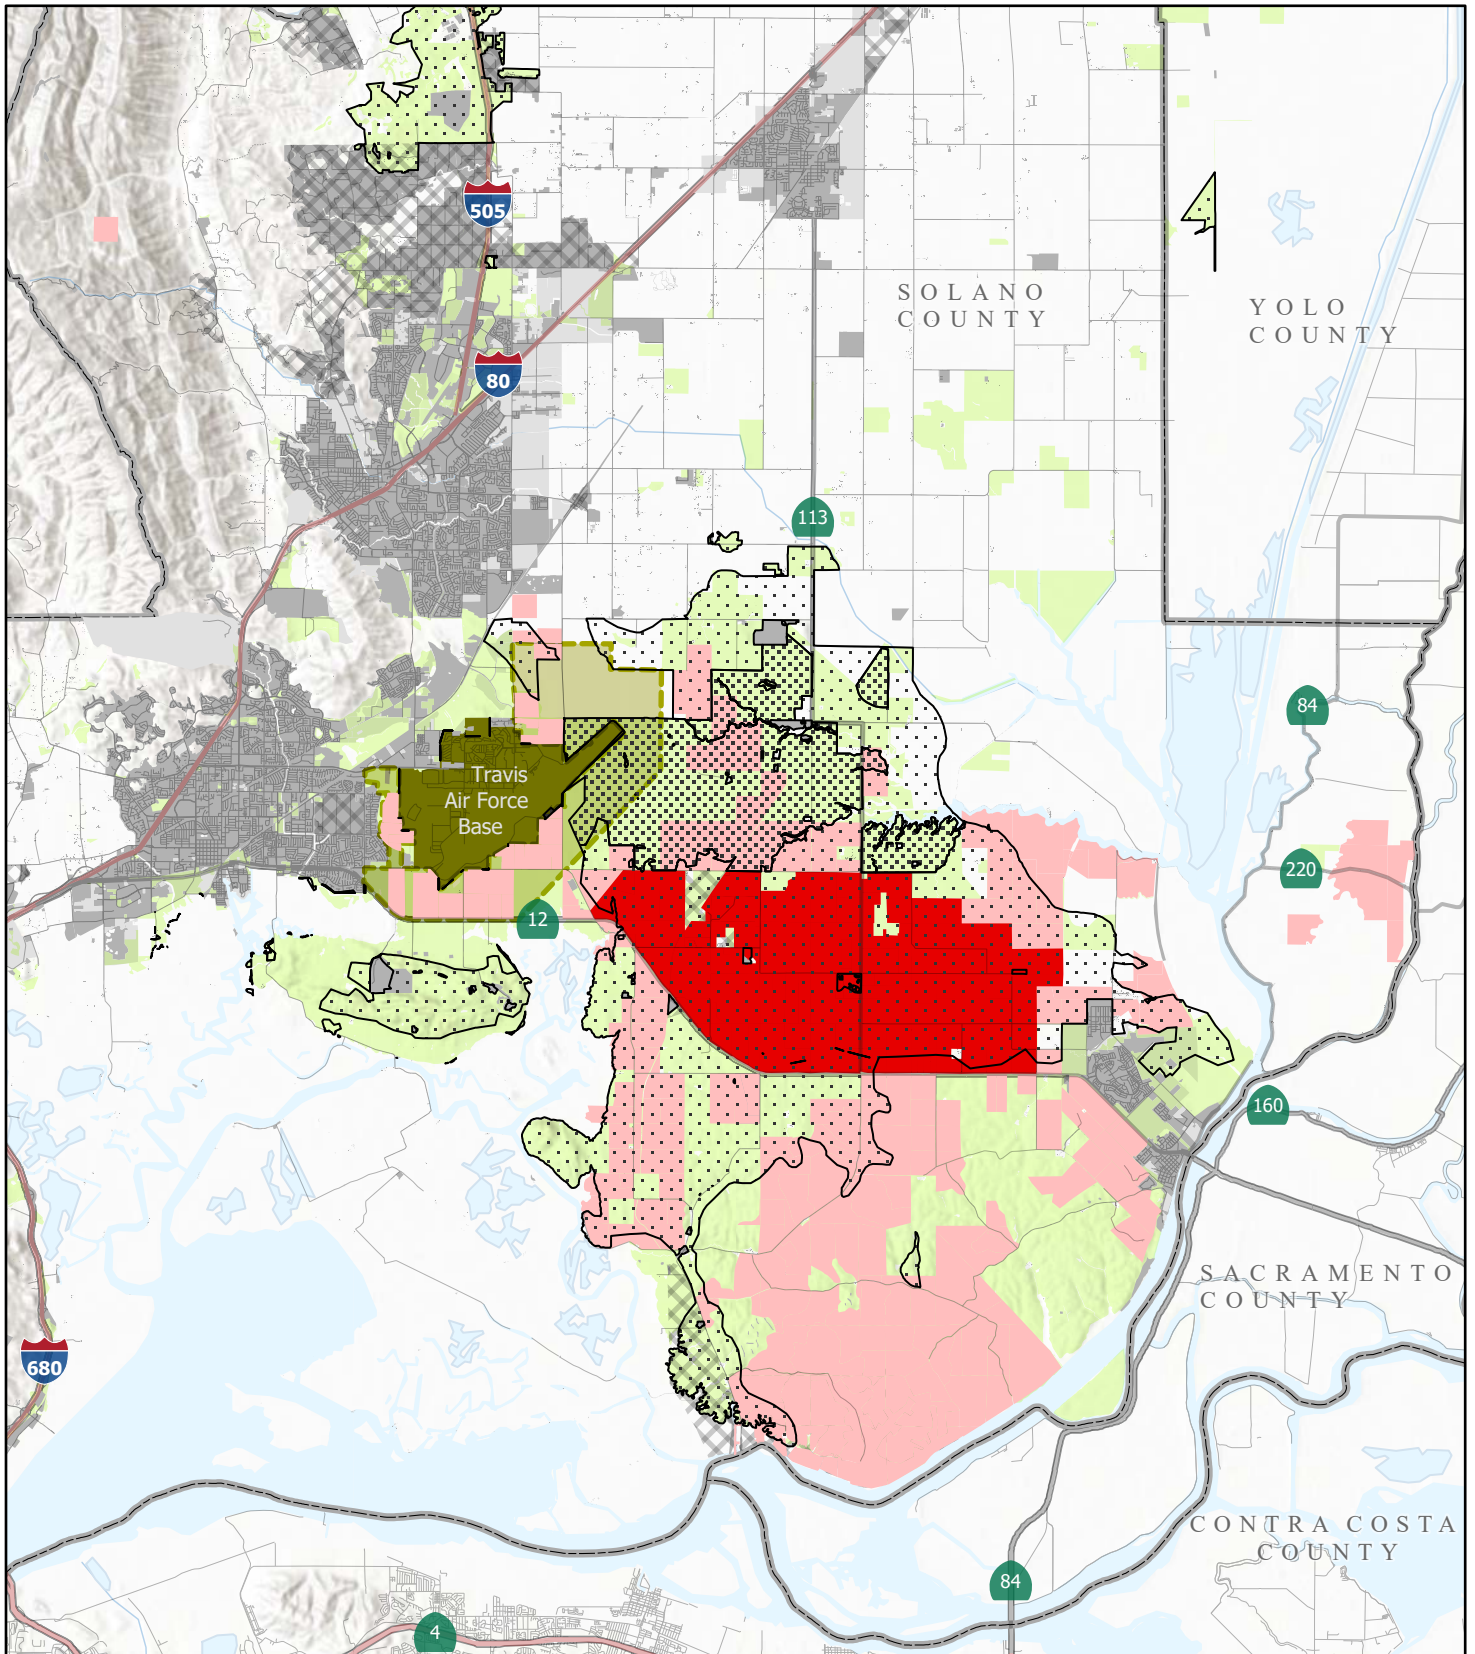 505
SOLANO
COUNTY
YOLO
COUNTY
80
113
84
Travis
Air Force
Base
220
12
160
SACRAMENTO
COUNTY
680
CONTRA COSTA
COUNTY
84
4